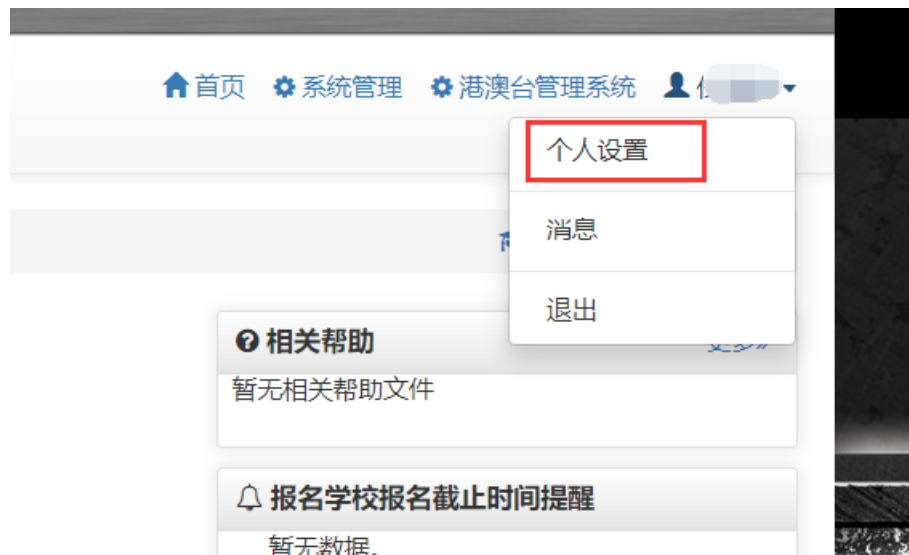 首页 系统管理 港澳台管理系统
个人设置
消息
退出
相关帮助
暂无相关帮助文件
报名学校报名截止时间提醒
暂无数据.